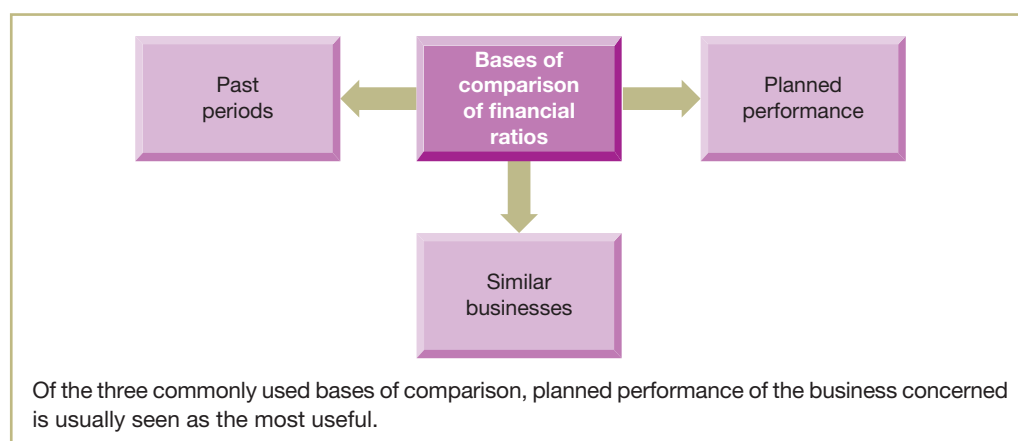 Past
periods
Bases of
comparison
of financial
ratios
Planned
performance
Similar
businesses
Of the three commonly used bases of comparison, planned performance of the business concerned
is usually seen as the most useful.